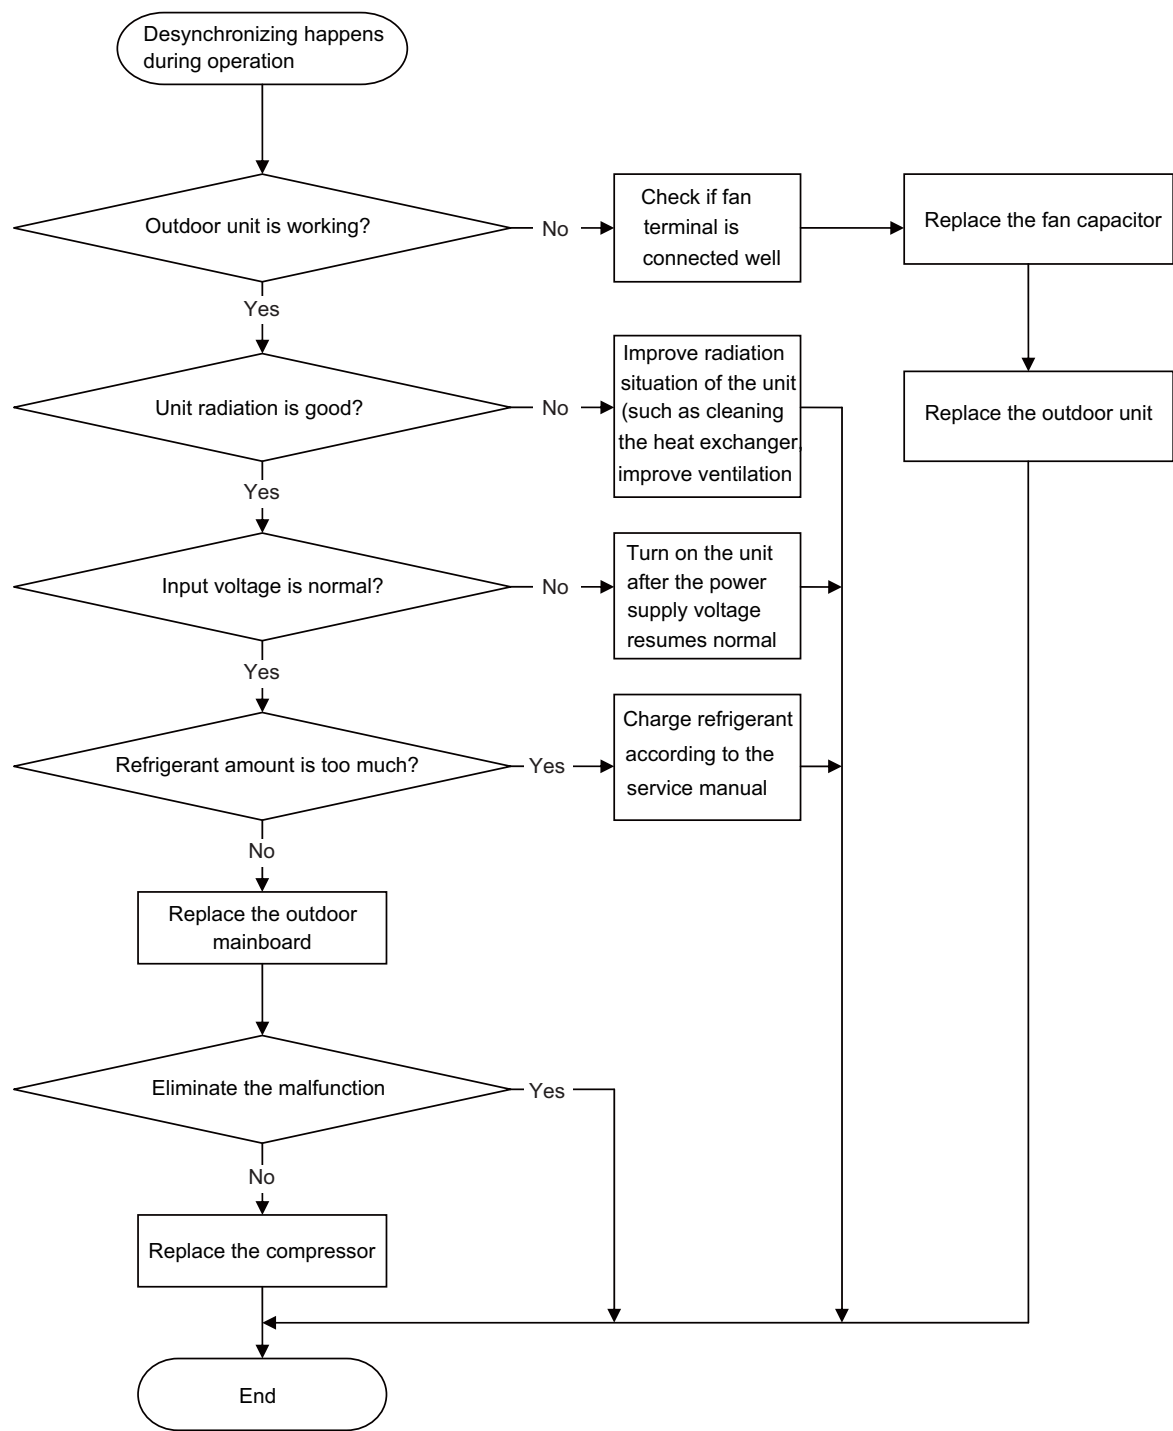 Desynchronizing happens
during operation
Outdoor unit is working?
No
Check if fan
terminal is
connected well
Replace the fan capacitor
Yes
Unit radiation is good?
No
Improve radiation
situation of the unit
(such as cleaning
the heat exchanger,
improve ventilation
Replace the outdoor unit
Yes
Input voltage is normal?
No
Turn on the unit
after the power
supply voltage
resumes normal
Yes
Refrigerant amount is too much?
Yes
Charge refrigerant
according to the
service manual
No
Replace the outdoor
mainboard
Eliminate the malfunction
Yes
No
Replace the compressor
End